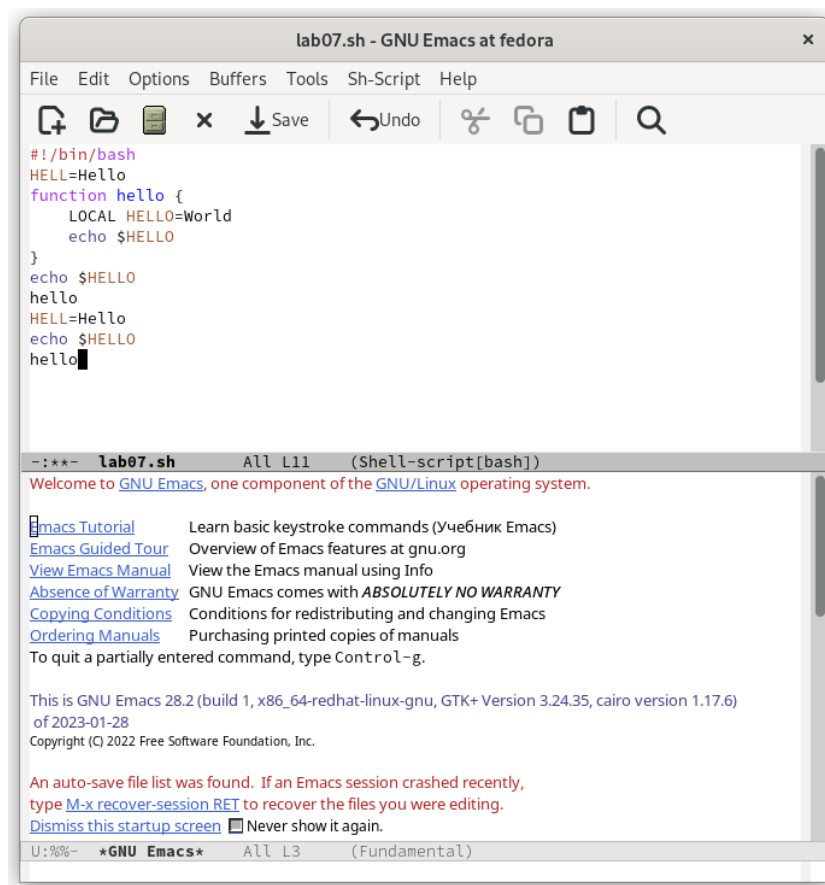 lab07.sh - GNU Emacs at fedora
File Edit Options Buffers Tools Sh-Script Help
Save Undo
#!/bin/bash
HELL=Hello
function hello {
    LOCAL HELLO=World
    echo $HELLO
}
echo $HELLO
hello
HELL=Hello
echo $HELLO
hello
-:**- lab07.sh All L11 (Shell-script[bash])
Welcome to GNU Emacs, one component of the GNU/Linux operating system.
Emacs Tutorial Learn basic keystroke commands (Учебник Emacs)
Emacs Guided Tour Overview of Emacs features at gnu.org
View Emacs Manual View the Emacs manual using Info
Absence of Warranty GNU Emacs comes with ABSOLUTELY NO WARRANTY
Copying Conditions Conditions for redistributing and changing Emacs
Ordering Manuals Purchasing printed copies of manuals
To quit a partially entered command, type Control-g.
This is GNU Emacs 28.2 (build 1, x86_64-redhat-linux-gnu, GTK+ Version 3.24.35, cairo version 1.17.6)
of 2023-01-28
Copyright (C) 2022 Free Software Foundation, Inc.
An auto-save file list was found. If an Emacs session crashed recently,
type M-x recover-session RET to recover the files you were editing.
Dismiss this startup screen Never show it again.
U:%%- *GNU Emacs* All L3 (Fundamental)